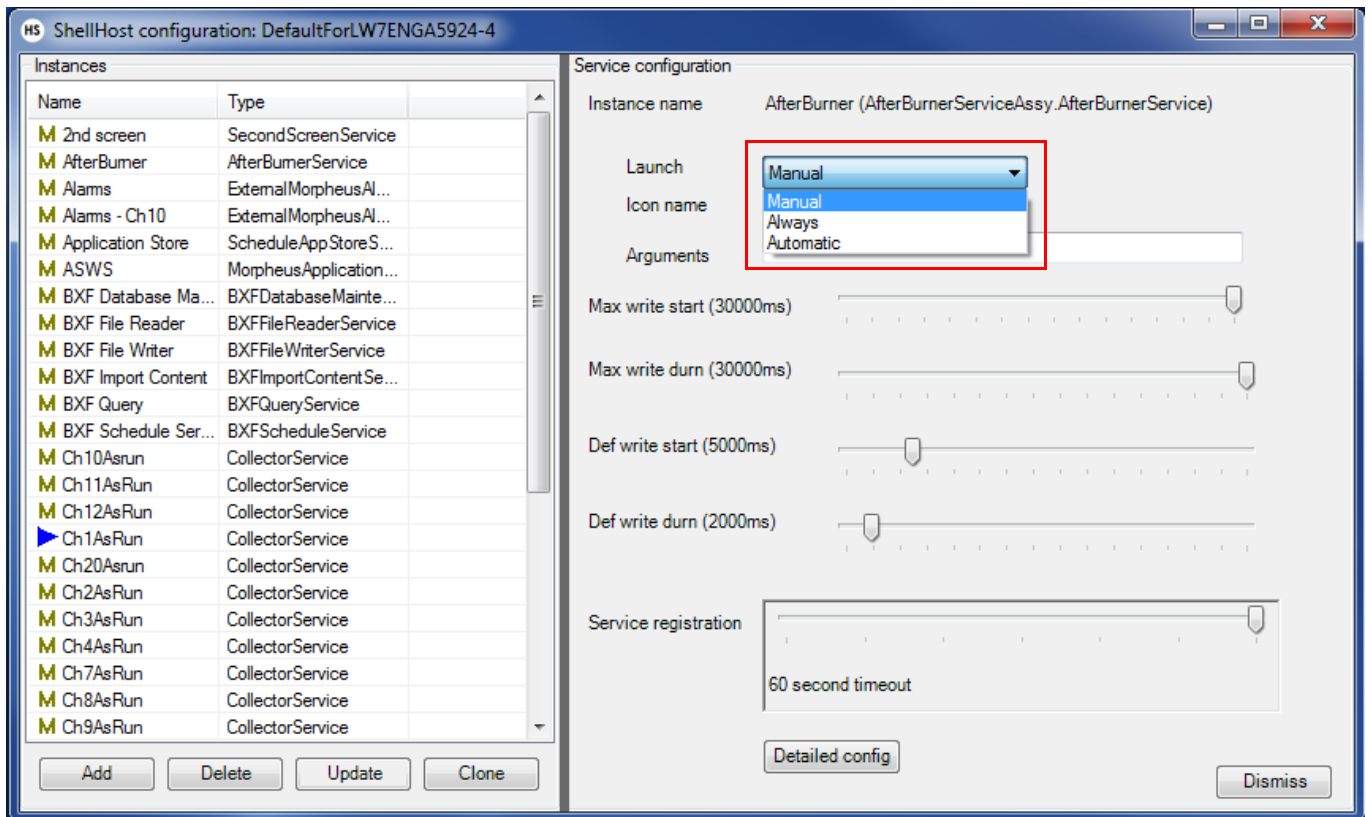 HS ShellHost configuration: DefaultForLW7ENGA5924-4
Instances
Name Type
M 2nd screen SecondScreenService
M AfterBurner AfterBurnerService
M Alarms ExternalMorpheusAl...
M Alarms - Ch10 ExternalMorpheusAl...
M Application Store ScheduleAppStoreS...
M ASWS MorpheusApplication...
M BXF Database Ma... BXFDatabaseMainte...
M BXF File Reader BXFFileReaderService
M BXF File Writer BXFFileWriterService
M BXF Import Content BXFImportContentSe...
M BXF Query BXFQueryService
M BXF Schedule Ser... BXFScheduleService
M Ch10Asrun CollectorService
M Ch11AsRun CollectorService
M Ch12AsRun CollectorService
Ch1AsRun CollectorService
M Ch20Asrun CollectorService
M Ch2AsRun CollectorService
M Ch3AsRun CollectorService
M Ch4AsRun CollectorService
M Ch7AsRun CollectorService
M Ch8AsRun CollectorService
M Ch9AsRun CollectorService
Add Delete Update Clone
Service configuration
Instance name AfterBurner (AfterBurnerServiceAssy.AfterBurnerService)
Launch Manual
Manual
Icon name
Always
Automatic
Arguments
Max write start (30000ms)
Max write durn (30000ms)
Def write start (5000ms)
Def write durn (2000ms)
Service registration
60 second timeout
Detailed config
Dismiss